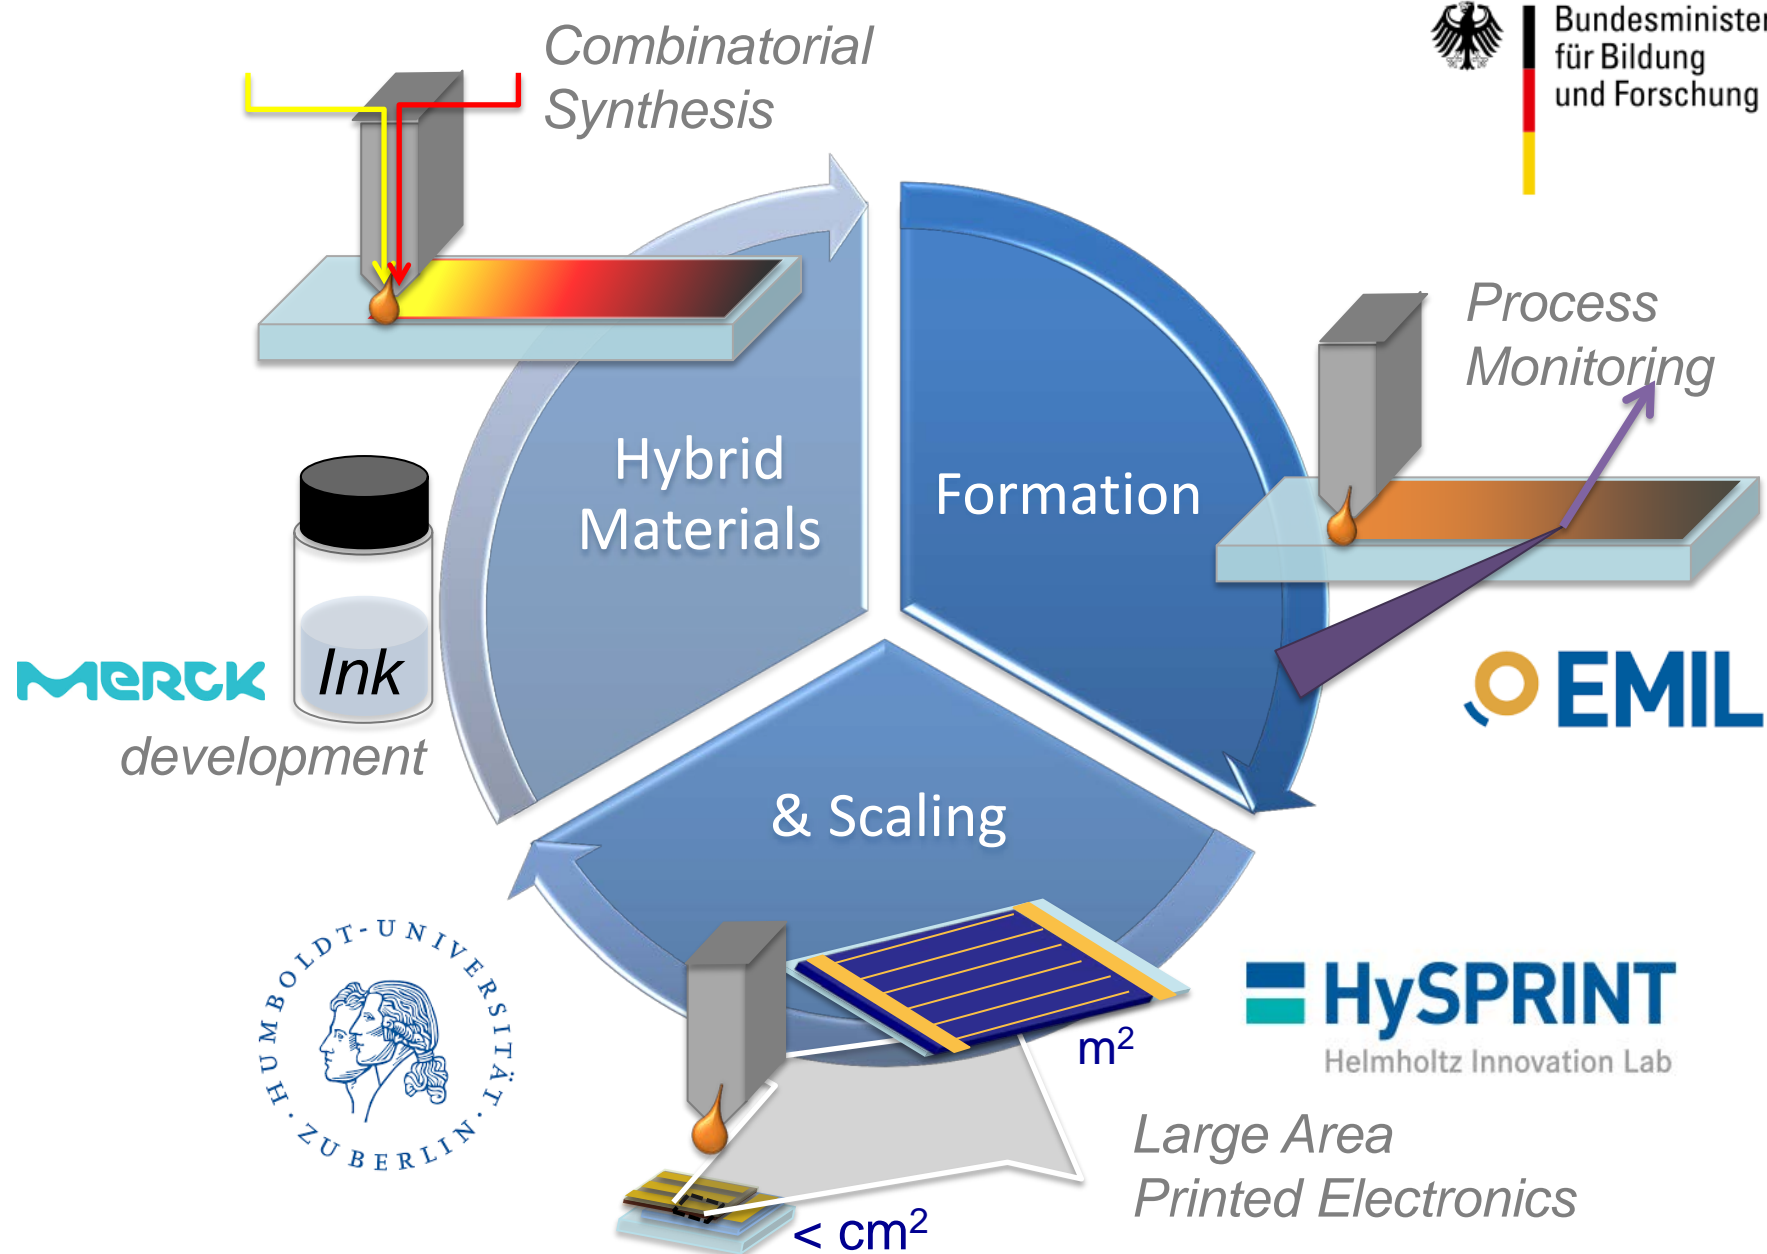 Combinatorial
Synthesis
Bundesminister
für Bildung
und Forschung
Process
Monitoring
Hybrid
Materials
Formation
MERCK
Ink
development
EMIL
& Scaling
HUMBOLDT-UNIVERSITÄT
ZU BERLIN
HySPRINT
Helmholtz Innovation Lab
m²
Large Area
Printed Electronics
< cm²